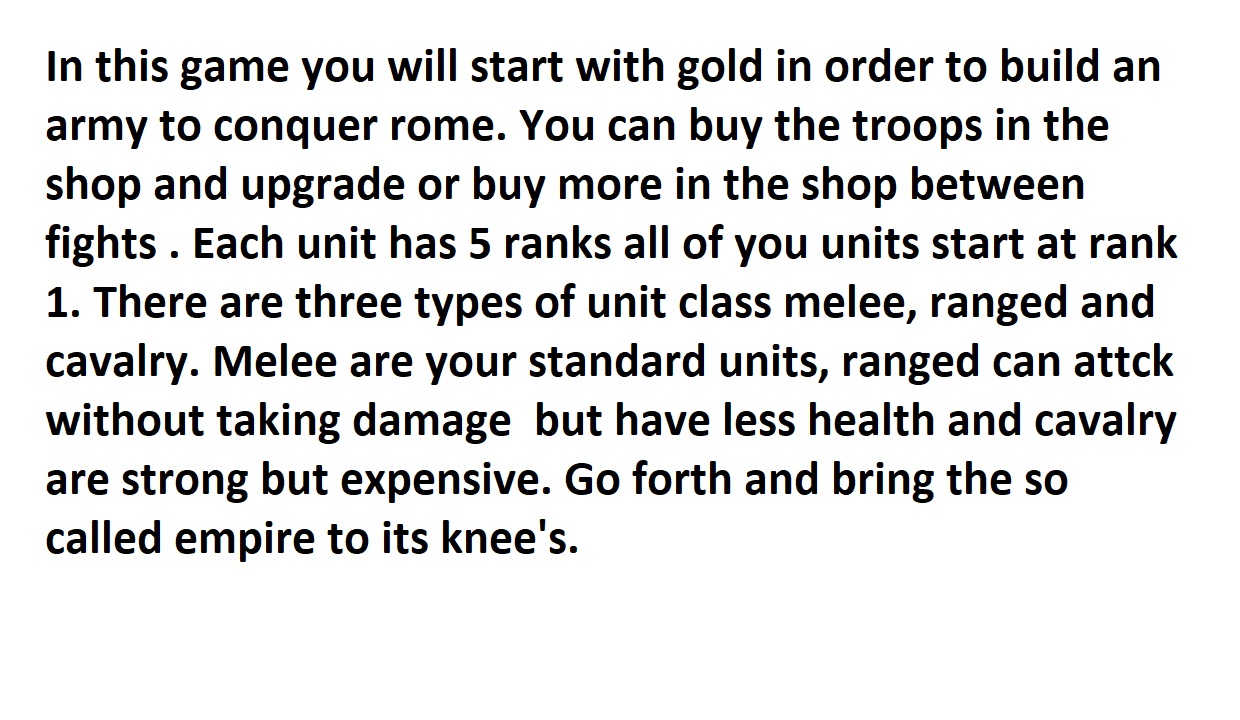 In this game you will start with gold in order to build an
army to conquer rome. You can buy the troops in the
shop and upgrade or buy more in the shop between
fights . Each unit has 5 ranks all of you units start at rank
1. There are three types of unit class melee, ranged and
cavalry. Melee are your standard units, ranged can attck
without taking damage  but have less health and cavalry
are strong but expensive. Go forth and bring the so
called empire to its knee's.